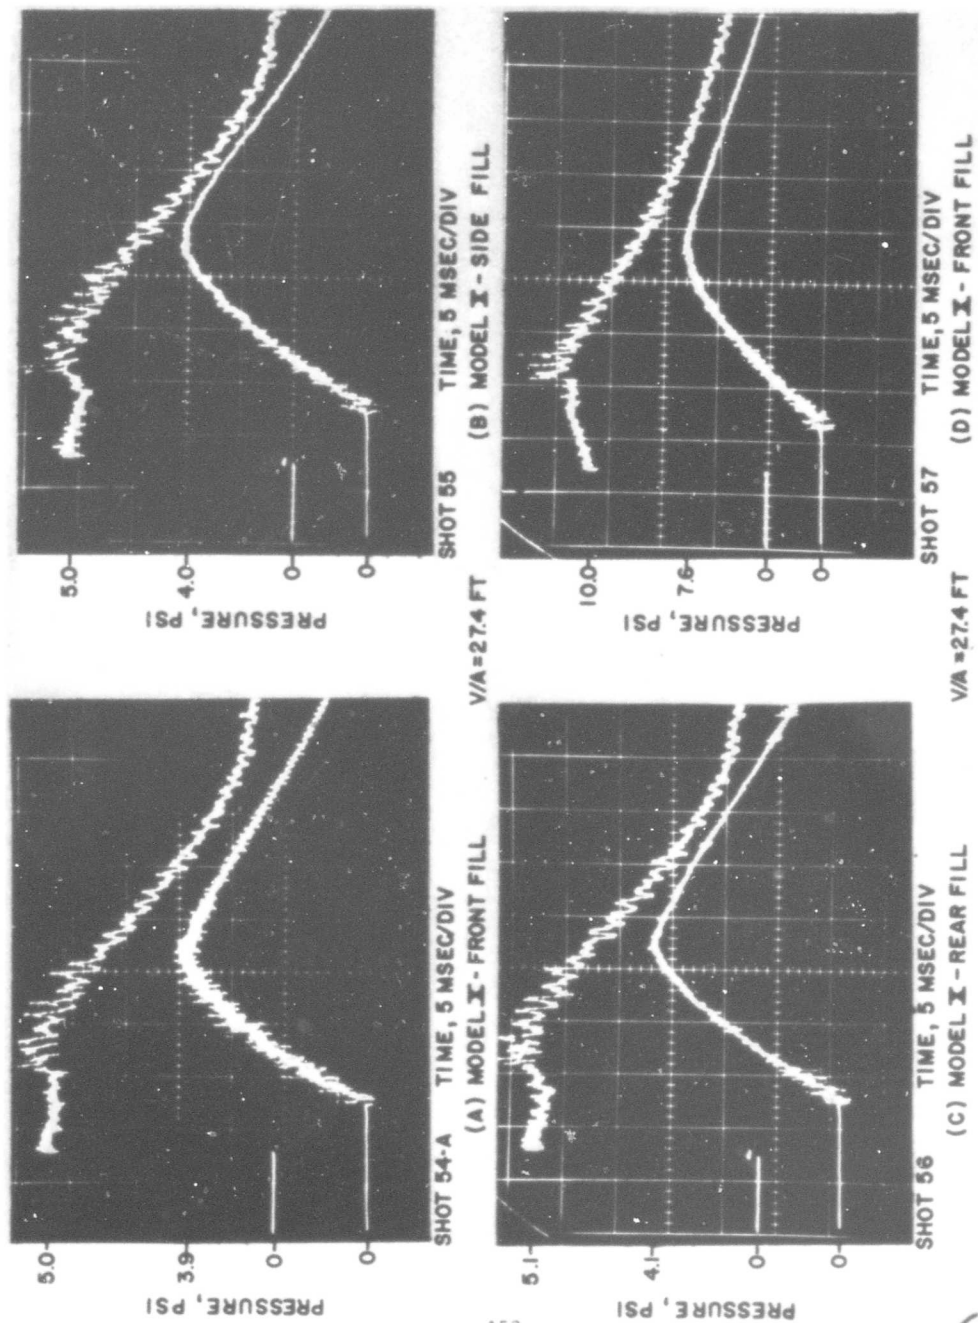 PRESSURE, PSI
5.0
3.9
0
0
SHOT 54-A TIME, 5 MSEC/DIV
(A) MODEL X - FRONT FILL
V/A = 27.4 FT
PRESSURE, PSI
5.0
4.0
0
0
SHOT 55 TIME, 5 MSEC/DIV
(B) MODEL X - SIDE FILL
PRESSURE, PSI
5.1
4.1
0
0
SHOT 56 TIME, 5 MSEC/DIV
(C) MODEL X - REAR FILL
V/A = 27.4 FT
PRESSURE, PSI
10.0
7.6
0
0
SHOT 57 TIME, 5 MSEC/DIV
(D) MODEL X - FRONT FILL